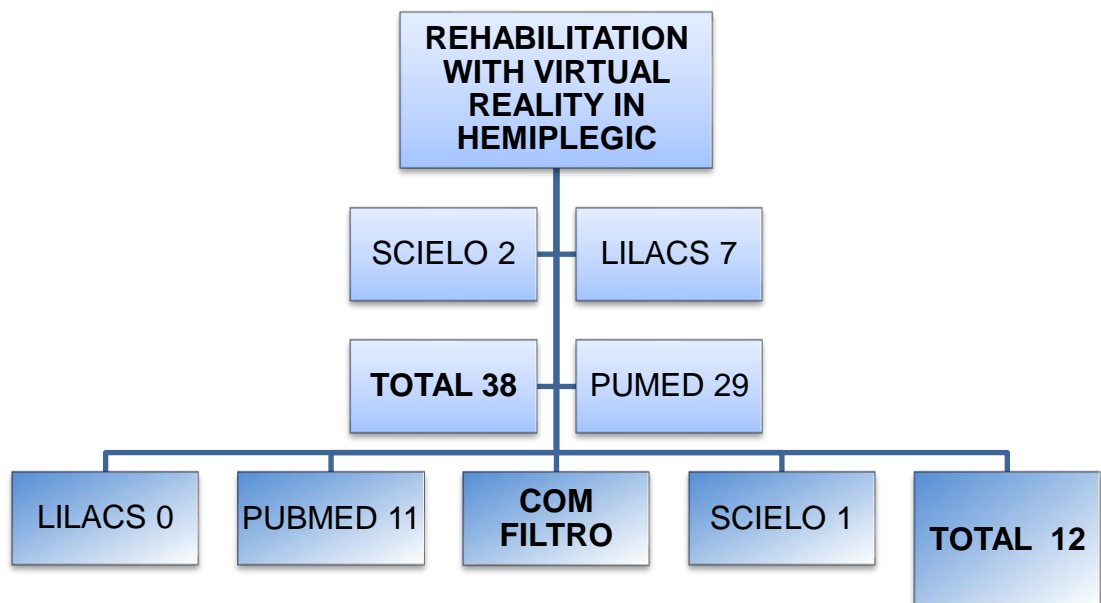 REHABILITATION
WITH VIRTUAL
REALITY IN
HEMIPLEGIC
SCIELO 2
LILACS 7
TOTAL 38
PUMED 29
LILACS 0
PUBMED 11
COM
FILTRO
SCIELO 1
TOTAL 12